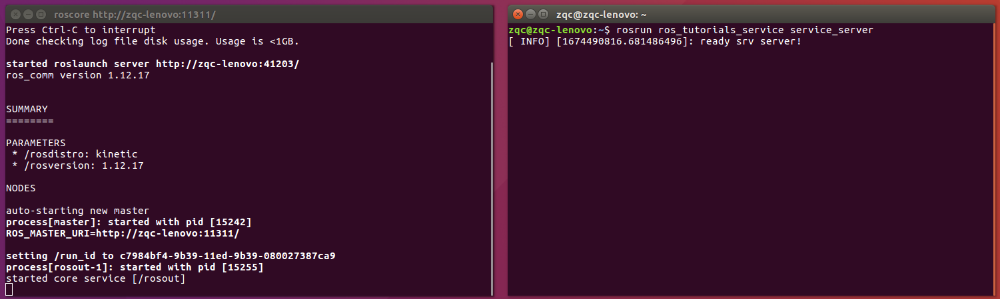 roscore http://zqc-lenovo:11311/
Press Ctrl-C to interrupt
Done checking log file disk usage. Usage is <1GB.
started roslaunch server http://zqc-lenovo:41203/
ros_comm version 1.12.17
SUMMARY
========
PARAMETERS
* /rosdistro: kinetic
* /rosversion: 1.12.17
NODES
auto-starting new master
process[master]: started with pid [15242]
ROS_MASTER_URI=http://zqc-lenovo:11311/
setting /run_id to c7984bf4-9b39-11ed-9b39-080027387ca9
process[rosout-1]: started with pid [15255]
started core service [/rosout]
zqc@zqc-lenovo: ~
zqc@zqc-lenovo:~$ rosrun ros_tutorials_service service_server
[ INFO] [1674490816.681486496]: ready srv server!